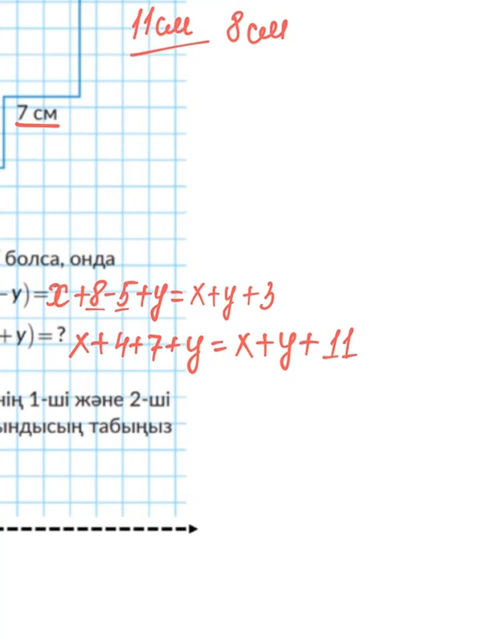 11см 8см
7 см
болса, онда
-y)=x+8-5+y=x+y+3
+y)=? x+4+7+y=x+y+11
нің 1-ші және 2-ші
ындысың табыңыз